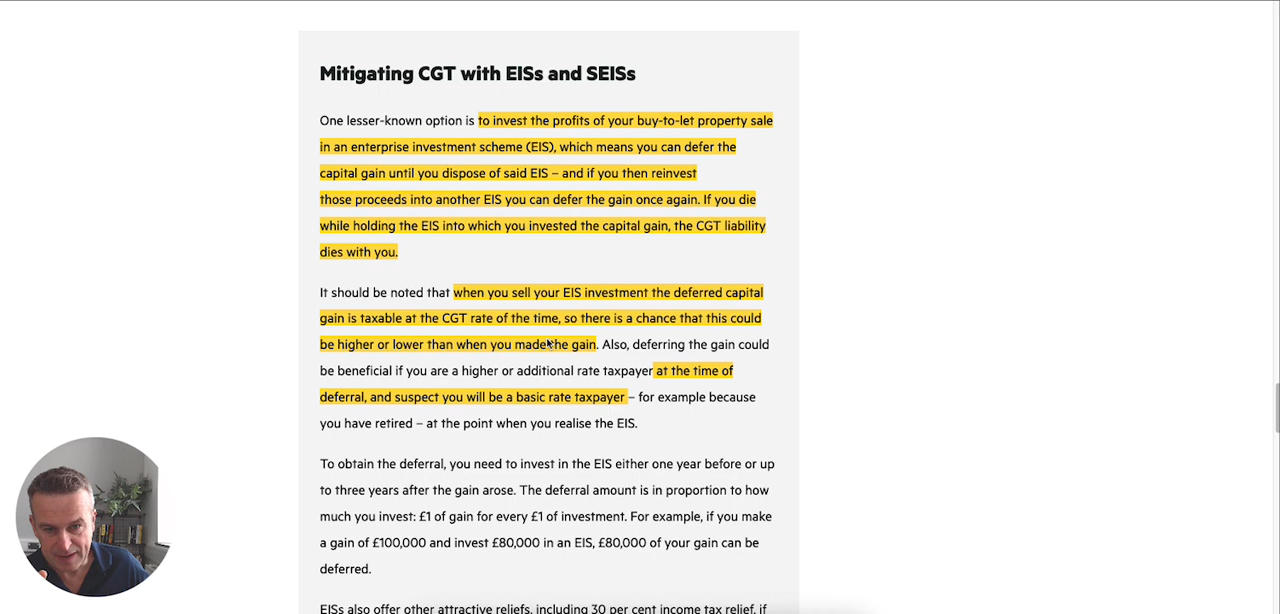 Mitigating CGT with EISs and SEISs
One lesser-known option is to invest the profits of your buy-to-let property sale
in an enterprise investment scheme (EIS), which means you can defer the
capital gain until you dispose of said EIS – and if you then reinvest
those proceeds into another EIS you can defer the gain once again. If you die
while holding the EIS into which you invested the capital gain, the CGT liability
dies with you.
It should be noted that when you sell your EIS investment the deferred capital
gain is taxable at the CGT rate of the time, so there is a chance that this could
be higher or lower than when you made the gain. Also, deferring the gain could
be beneficial if you are a higher or additional rate taxpayer at the time of
deferral, and suspect you will be a basic rate taxpayer – for example because
you have retired – at the point when you realise the EIS.
To obtain the deferral, you need to invest in the EIS either one year before or up
to three years after the gain arose. The deferral amount is in proportion to how
much you invest: £1 of gain for every £1 of investment. For example, if you make
a gain of £100,000 and invest £80,000 in an EIS, £80,000 of your gain can be
deferred.
EISs also offer other attractive reliefs, including 30 per cent income tax relief, if